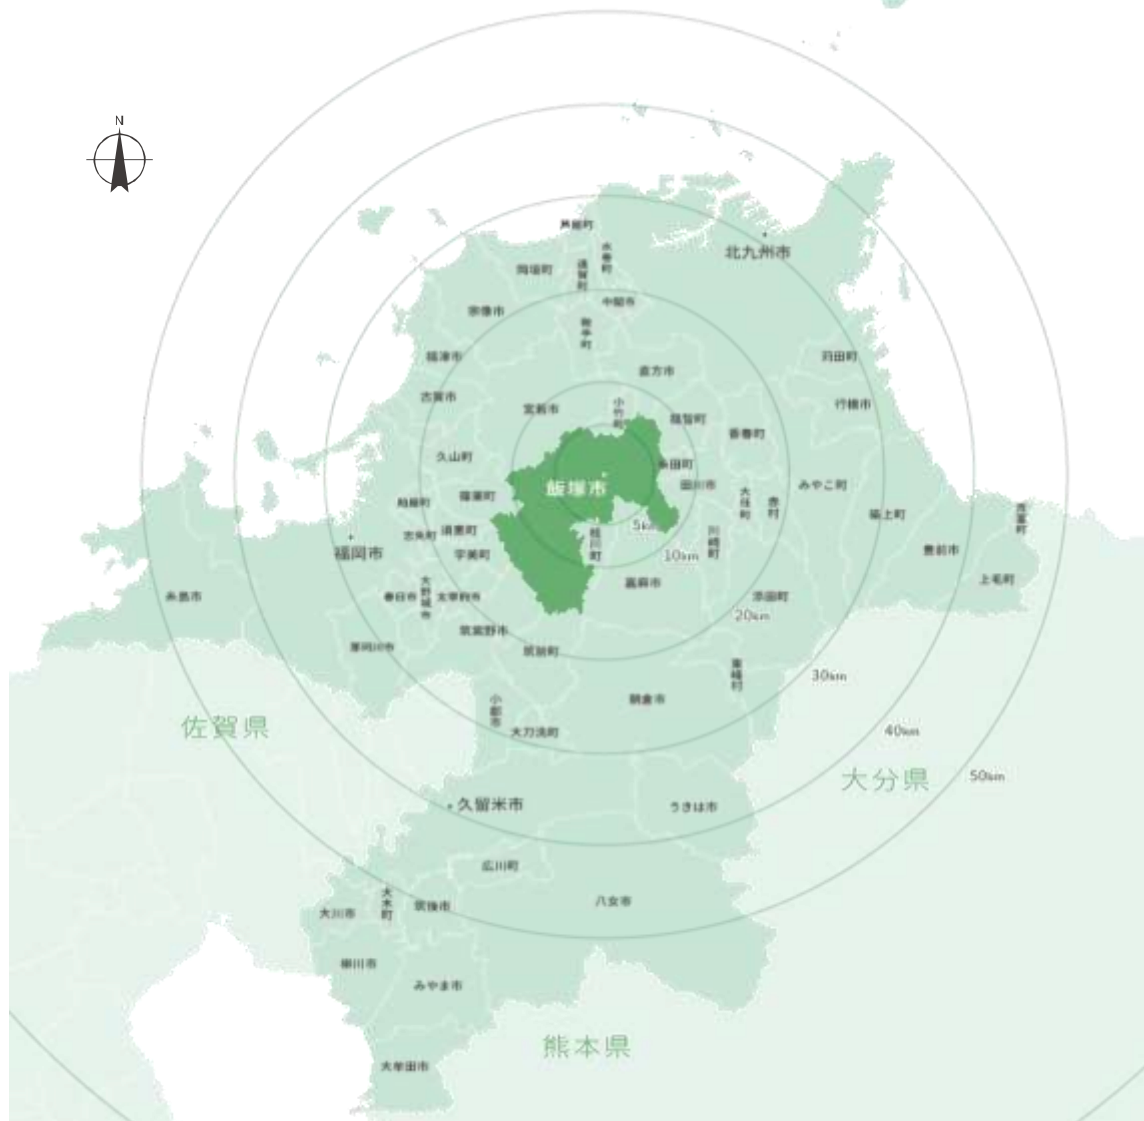 N
芦屋町
水巻町
北九州市
岡垣町
遠賀町
中間市
宗像市
鞍手町
福津市
苅田町
直方市
古賀市
宮若市
小竹町
行橋市
福智町
香春町
久山町
糸田町
飯塚市
田川市
みやこ町
篠栗町
粕屋町
大任町
赤村
築上町
吉富町
5km
須恵町
志免町
桂川町
川崎町
福岡市
宇美町
10km
豊前市
上毛町
嘉麻市
糸島市
春日市
大野城市
太宰府市
添田町
20km
筑紫野市
那珂川市
筑前町
東峰村
30km
朝倉市
小郡市
佐賀県
大刀洗町
40km
大分県
50km
久留米市
うきは市
広川町
八女市
大木町
筑後市
大川市
柳川市
みやま市
熊本県
大牟田市